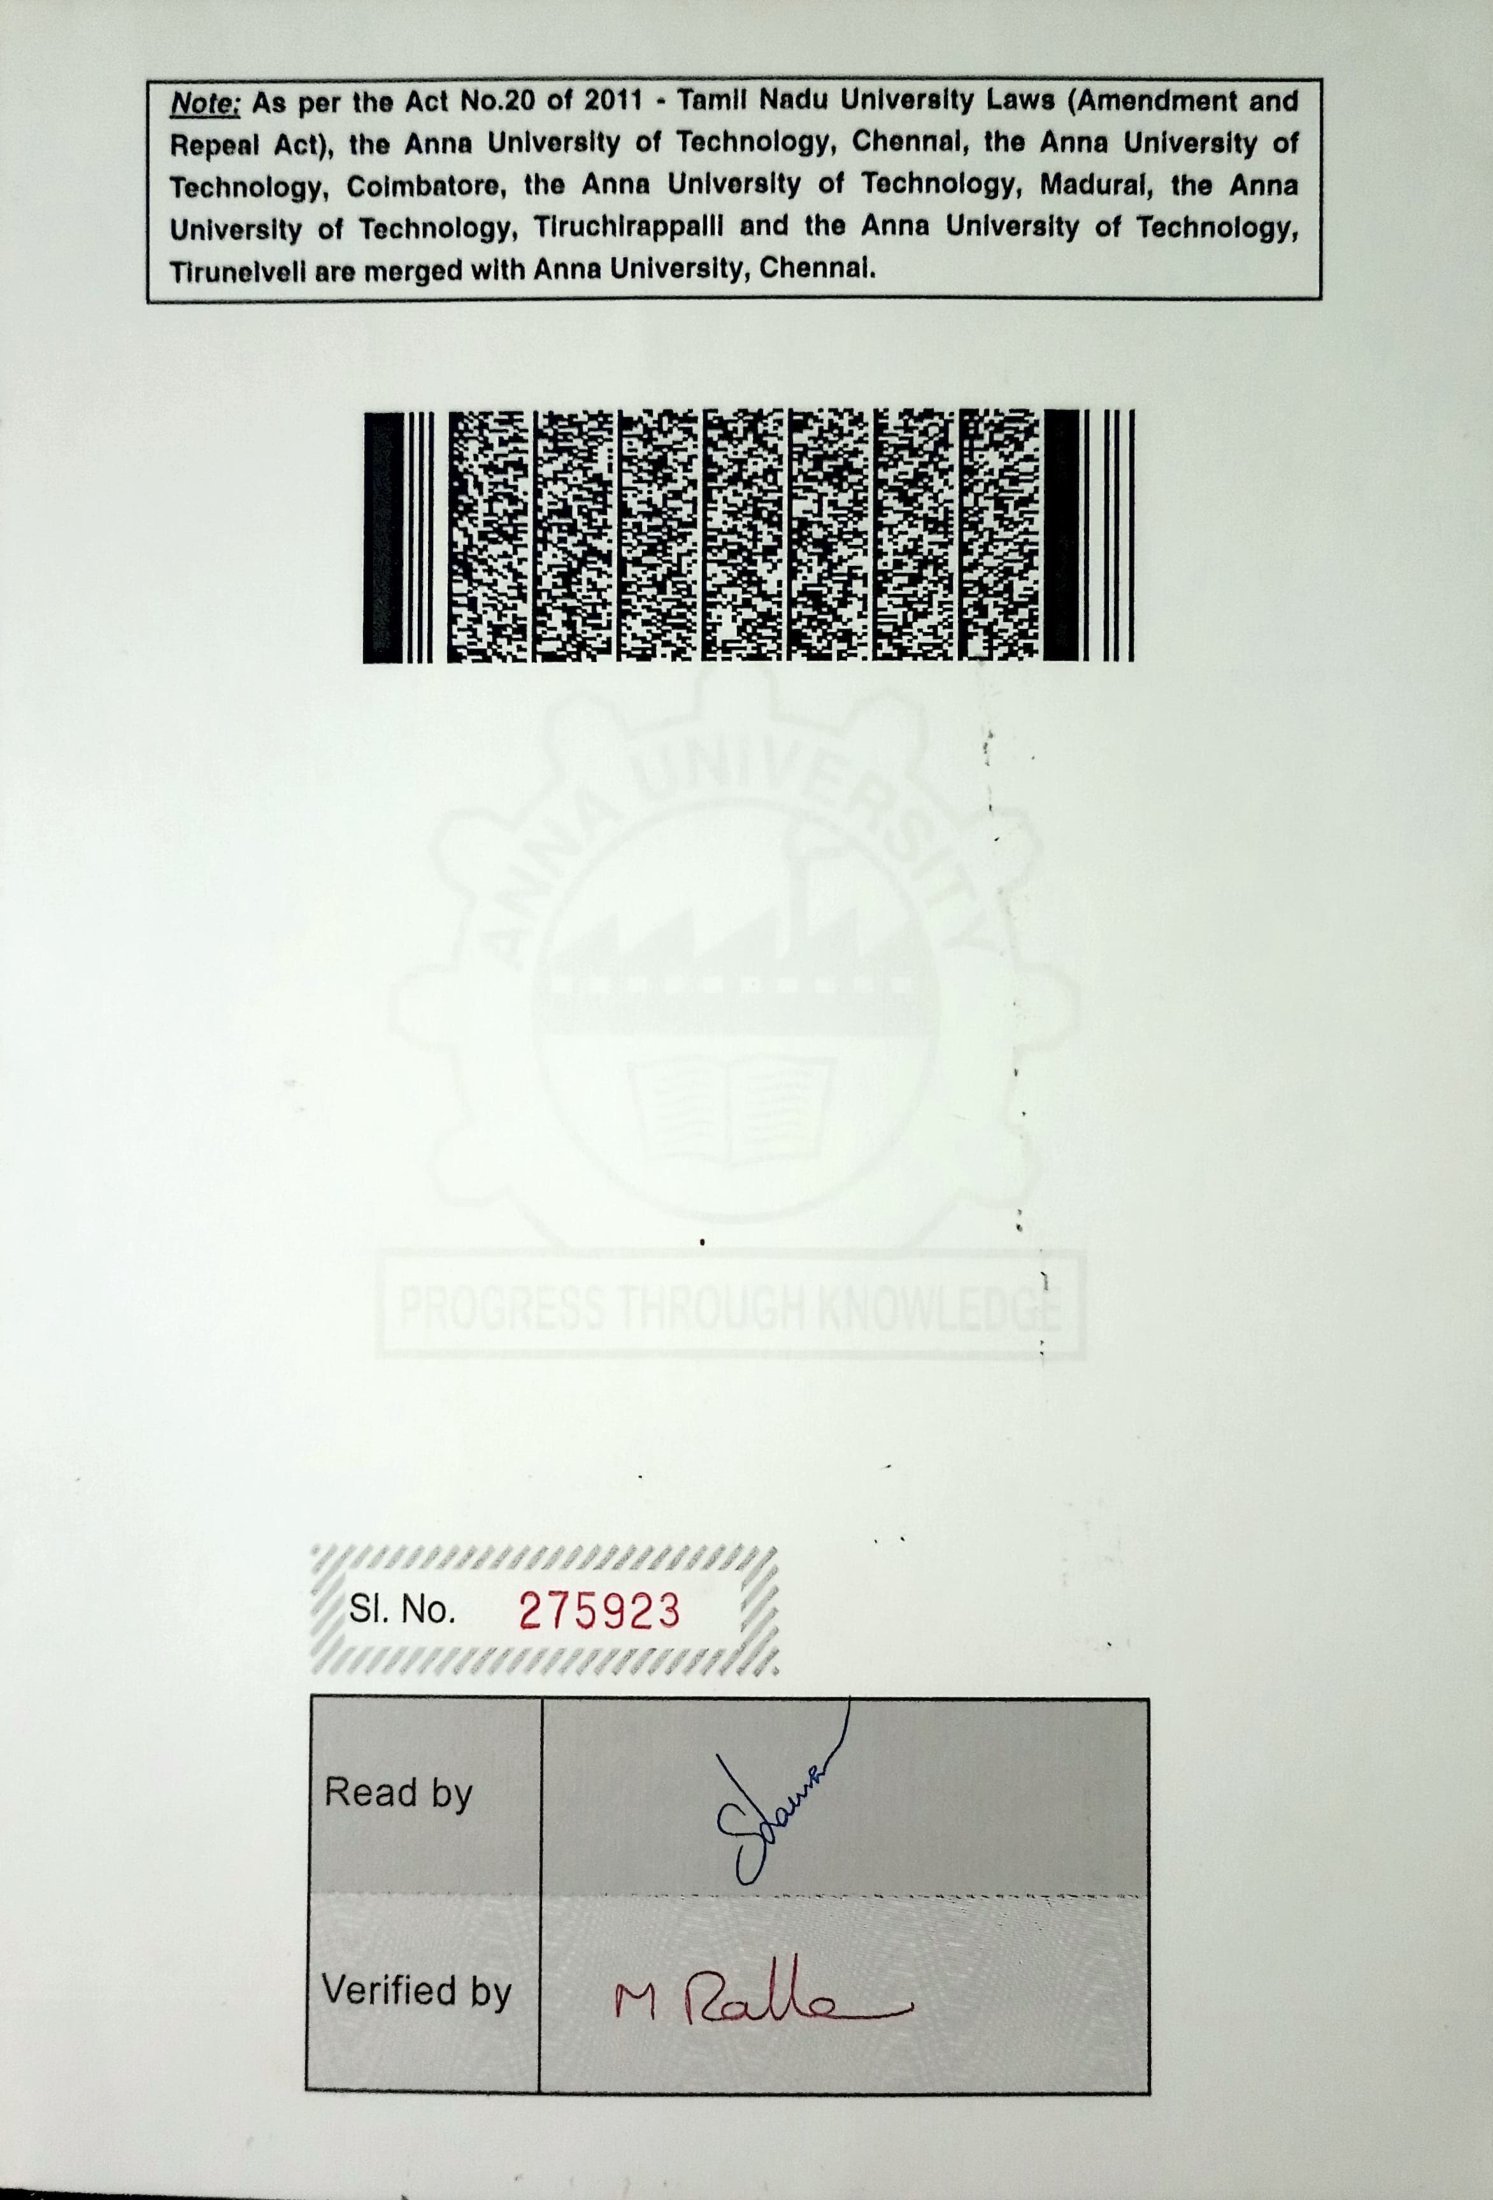 Note: As per the Act No.20 of 2011 - Tamil Nadu University Laws (Amendment and
Repeal Act), the Anna University of Technology, Chennai, the Anna University of
Technology, Coimbatore, the Anna University of Technology, Madurai, the Anna
University of Technology, Tiruchirappalli and the Anna University of Technology,
Tirunelveli are merged with Anna University, Chennai.
ANNA UNIVERSITY
PROGRESS THROUGH KNOWLEDGE
Sl. No. 275923
Read by
Verified by M